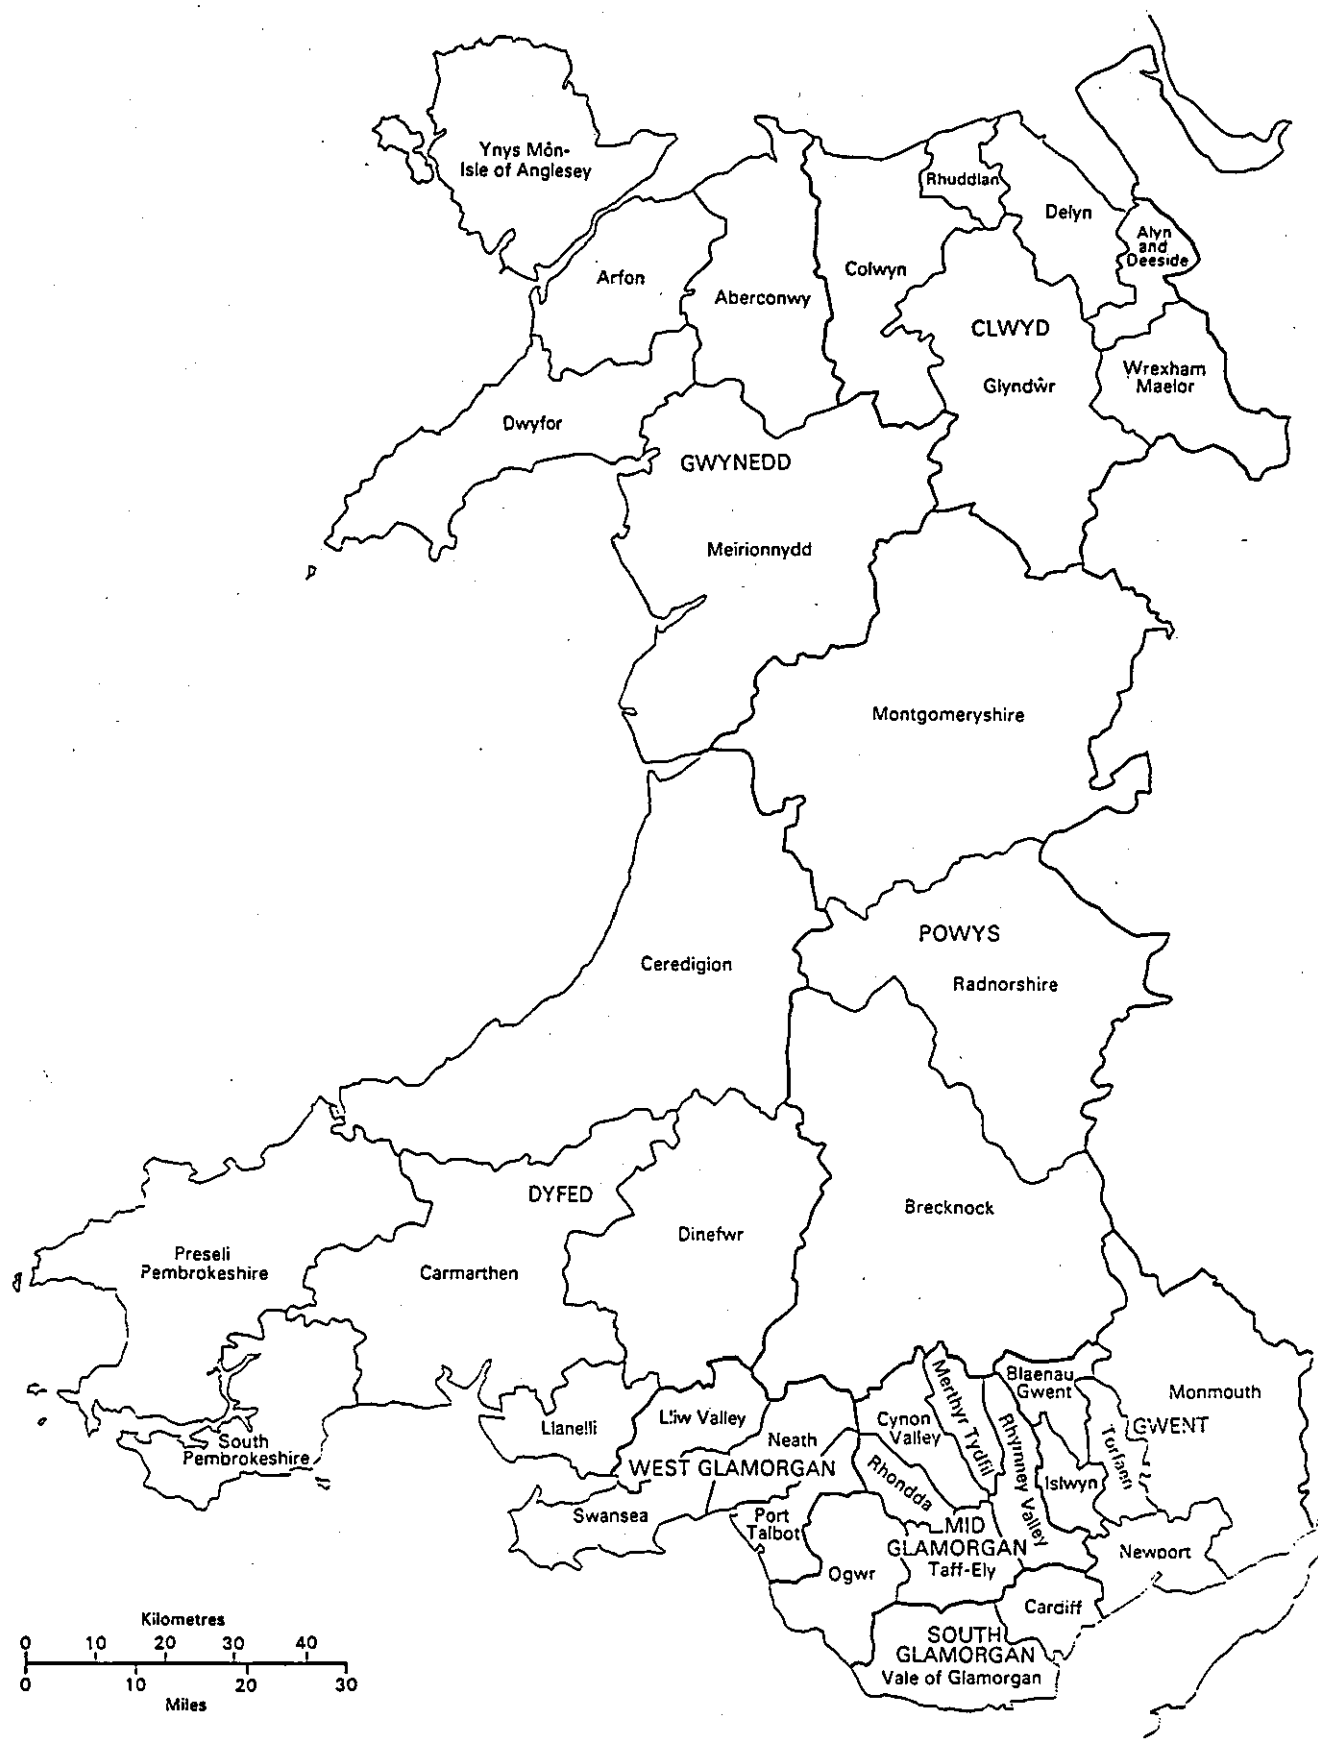 Ynys Môn-
Isle of Anglesey
Rhuddlan
Delyn
Alyn
and
Deeside
Arfon
Aberconwy
Colwyn
CLWYD
Glyndŵr
Wrexham
Maelor
Dwyfor
GWYNEDD
Meirionnydd
Montgomeryshire
POWYS
Radnorshire
Ceredigion
DYFED
Brecknock
Preseli
Pembrokeshire
Carmarthen
Dinefwr
South
Pembrokeshire
Llanelli
Lliw Valley
Neath
WEST GLAMORGAN
Swansea
Port
Talbot
Cynon
Valley
Merthyr Tydfil
Rhymney Valley
Rhondda
Blaenau
Gwent
Islwyn
Torfaen
Monmouth
GWENT
MID
GLAMORGAN
Taff-Ely
Ogwr
Newport
Cardiff
SOUTH
GLAMORGAN
Vale of Glamorgan
Kilometres
0 10 20 30 40
0 10 20 30
Miles